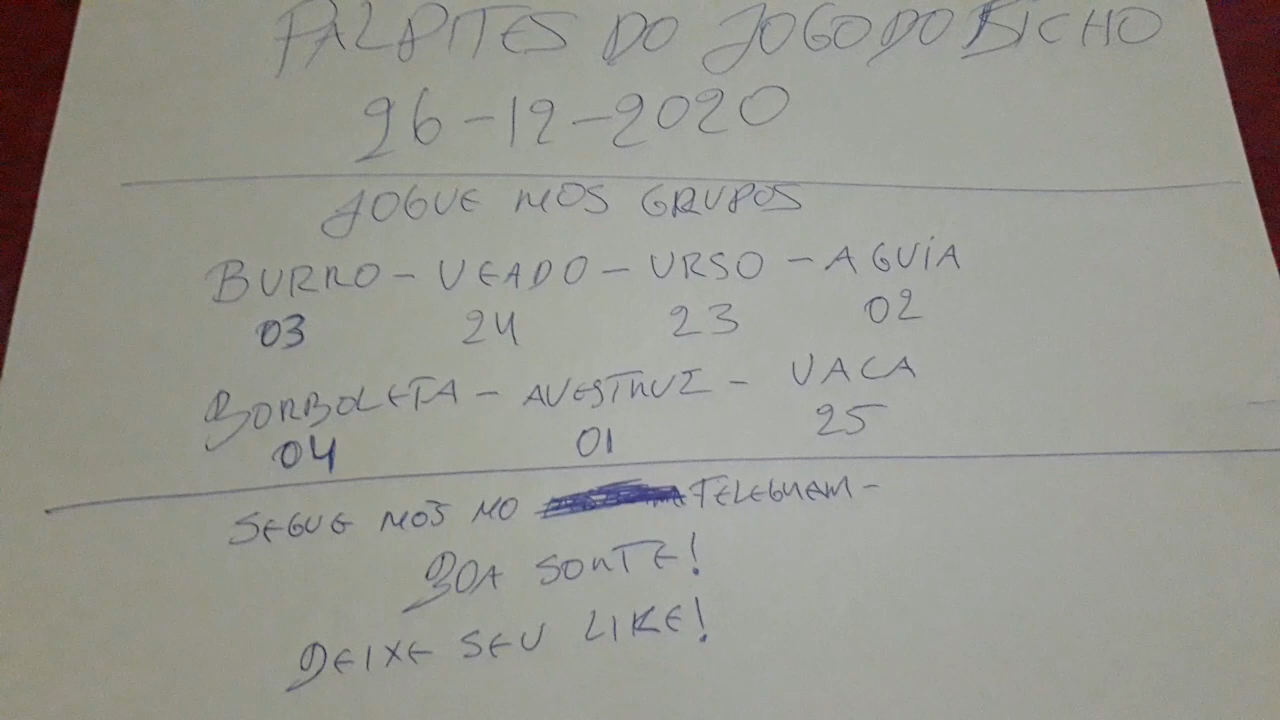 PALPITES DO JOGO DO BICHO
26-12-2020
JOGUE NOS GRUPOS
BURRO - VEADO - URSO - AGUIA
03 24 23 02
BORBOLETA - AVESTRUZ - VACA
04 01 25
SEGUE NOS NO TELEGRAM -
BOA SORTE!
DEIXE SEU LIKE!